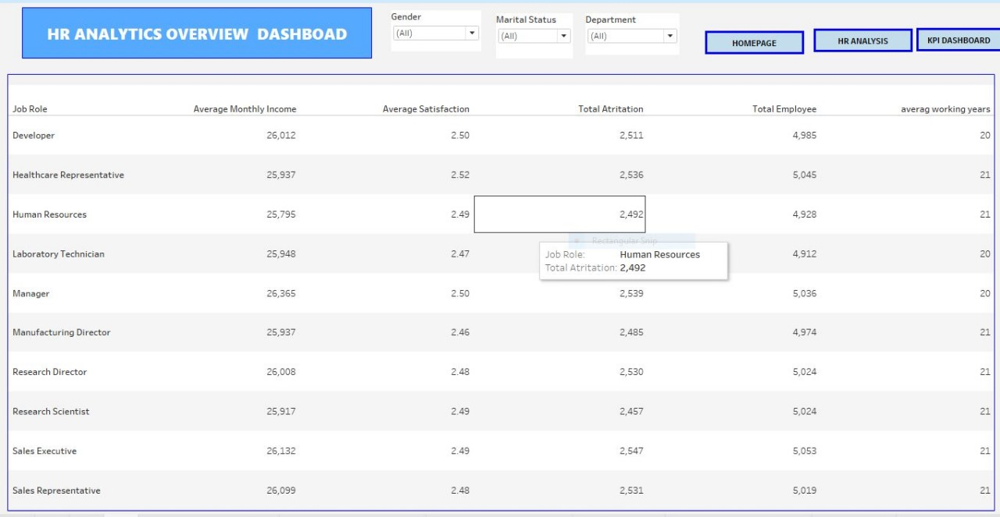 HR ANALYTICS OVERVIEW DASHBOAD
Gender
(All)
Marital Status
(All)
Department
(All)
HOMEPAGE
HR ANALYSIS
KPI DASHBOARD
Job Role Average Monthly Income Average Satisfaction Total Atritation Total Employee averag working years
Developer 26,012 2.50 2,511 4,985 20
Healthcare Representative 25,937 2.52 2,536 5,045 21
Human Resources 25,795 2.49 2,492 4,928 21
Rectangular Snip
Laboratory Technician 25,948 2.47 4,912 20
Job Role: Human Resources
Total Atritation: 2,492
Manager 26,365 2.50 2,539 5,036 20
Manufacturing Director 25,937 2.46 2,485 4,974 21
Research Director 26,008 2.48 2,530 5,024 21
Research Scientist 25,917 2.49 2,457 5,024 21
Sales Executive 26,132 2.49 2,547 5,053 21
Sales Representative 26,099 2.48 2,531 5,019 21